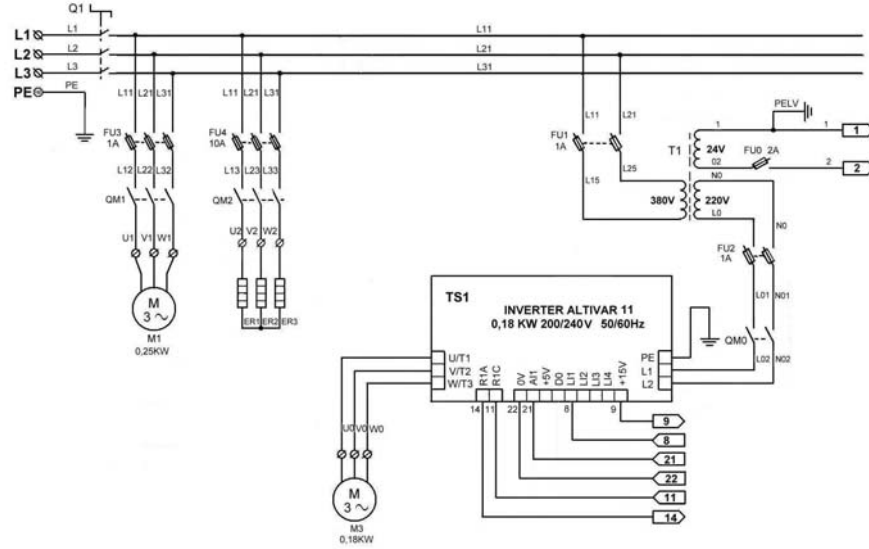 Q1
L1 L1 L11
L2 L2 L21
L3 L3 L31
PE PE
L11 L21 L31
L11 L21 L31
L11 L21
PELV
FU3
1A
FU4
10A
FU1
1A
T1
24V
1
02
FU0 2A
1 1
2 2
L12 L22 L32
L13 L23 L33
L15 L25
380V
220V
N0
L0
N0
QM1
QM2
U1 V1 W1
U2 V2 W2
FU2
1A
L01 N01
QM0
L02 N02
M
3 ~
M1
0,25KW
ER1 ER2 ER3
TS1
INVERTER ALTIVAR 11
0,18 KW 200/240V 50/60Hz
U/T1
V/T2
W/T3
R1A
R1C
0V
AI1
+5V
D0
LI1
LI2
LI3
LI4
+15V
PE
L1
L2
14 11 22 21 8 9
U0 V0 W0
9
8
21
22
11
14
M
3 ~
M3
0,18KW